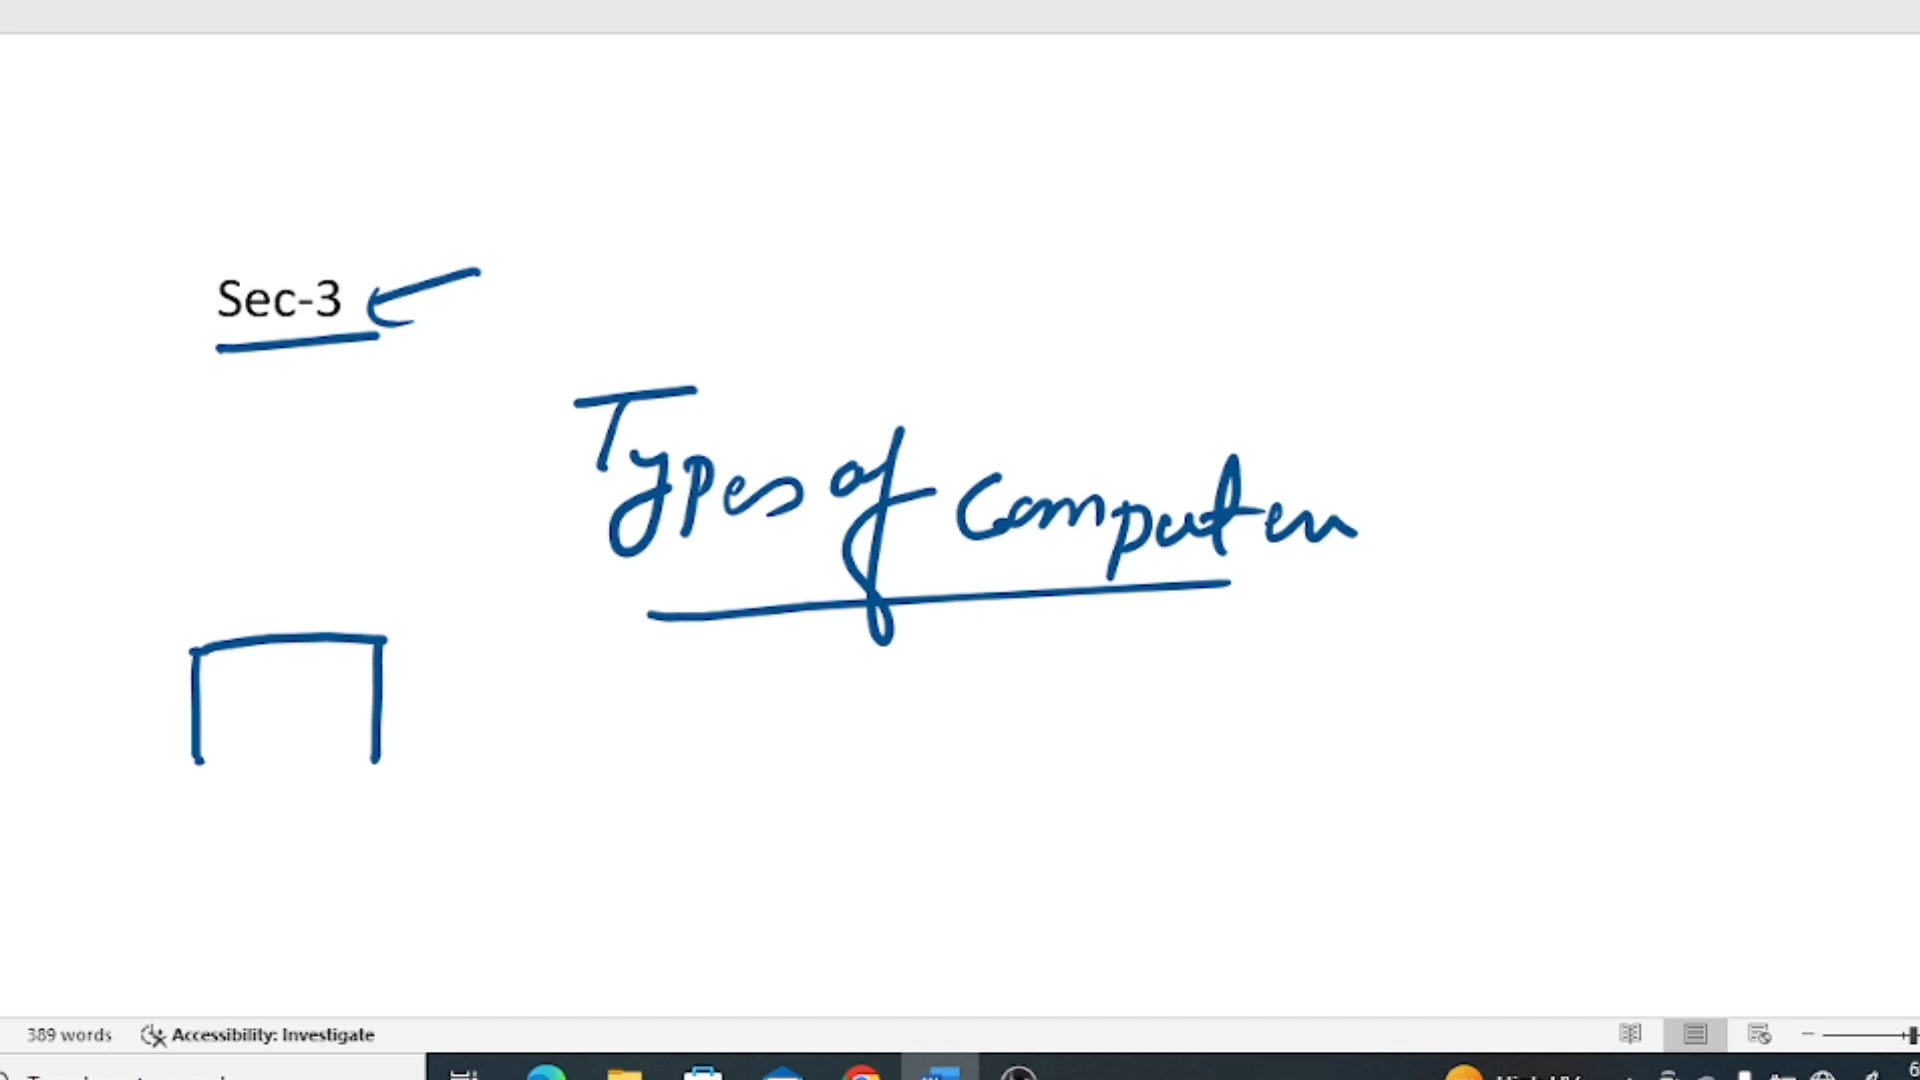 Sec-3
Types of Computer
389 words Accessibility: Investigate